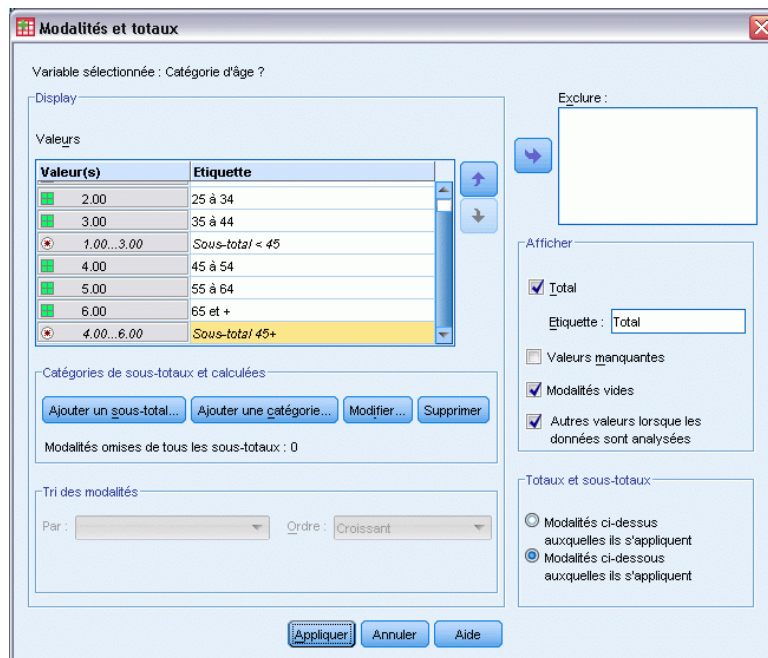 Modalités et totaux
Variable sélectionnée : Catégorie d'âge ?
Display
Valeurs
Valeur(s) Etiquette
2.00 25 à 34
3.00 35 à 44
1.00...3.00 Sous-total < 45
4.00 45 à 54
5.00 55 à 64
6.00 65 et +
4.00...6.00 Sous-total 45+
Catégories de sous-totaux et calculées
Ajouter un sous-total... Ajouter une catégorie... Modifier... Supprimer
Modalités omises de tous les sous-totaux : 0
Tri des modalités
Par : Ordre : Croissant
Exclure :
Afficher
Total
Etiquette : Total
Valeurs manquantes
Modalités vides
Autres valeurs lorsque les
données sont analysées
Totaux et sous-totaux
Modalités ci-dessus
auxquelles ils s'appliquent
Modalités ci-dessous
auxquelles ils s'appliquent
Appliquer Annuler Aide